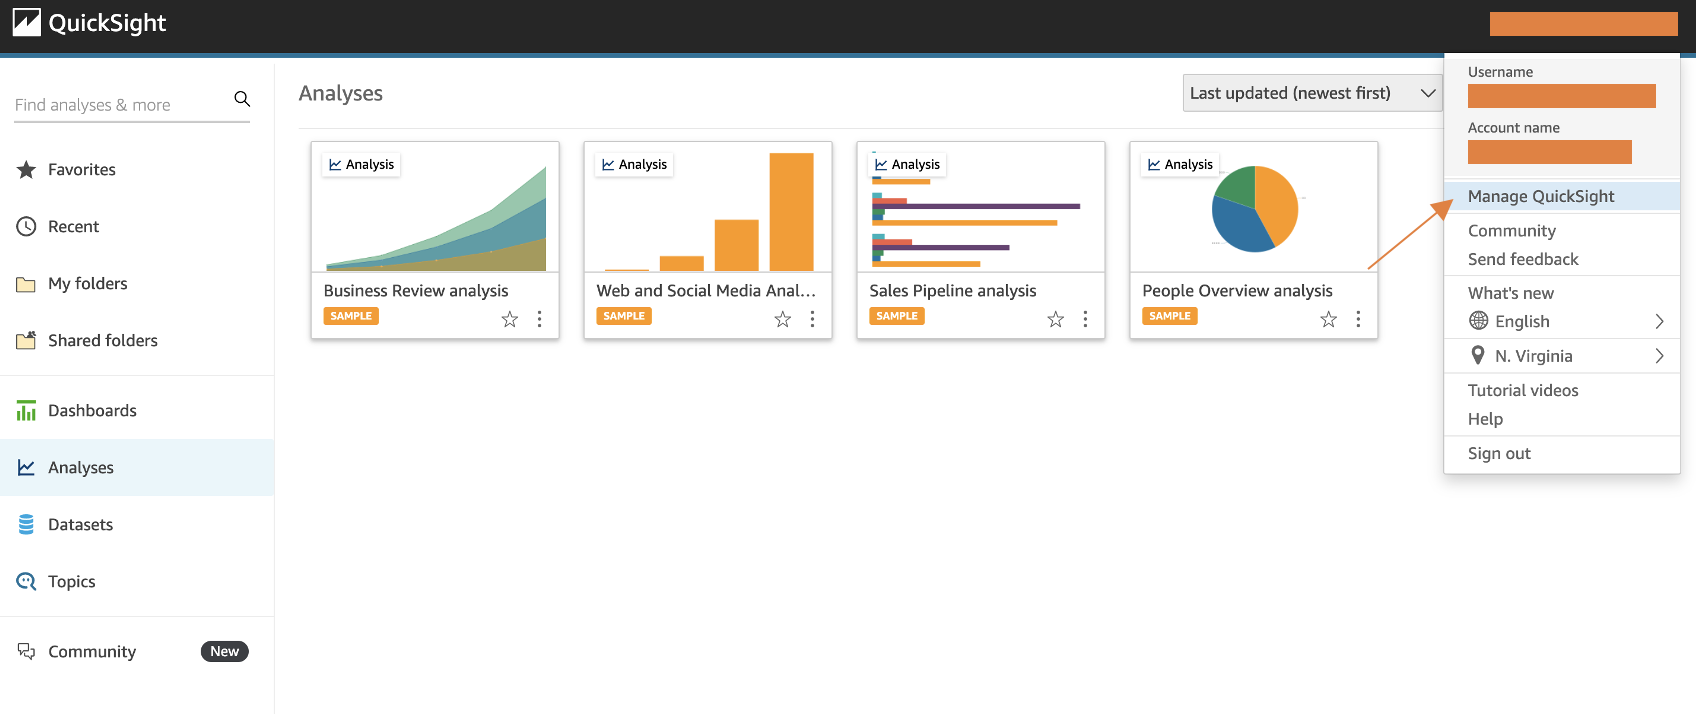 QuickSight
Find analyses & more
Favorites
Recent
My folders
Shared folders
Dashboards
Analyses
Datasets
Topics
Community
New
Analyses
Last updated (newest first)
Analysis
Business Review analysis
SAMPLE
Analysis
Web and Social Media Anal...
SAMPLE
Analysis
Sales Pipeline analysis
SAMPLE
Analysis
People Overview analysis
SAMPLE
Username
Account name
Manage QuickSight
Community
Send feedback
What's new
English
N. Virginia
Tutorial videos
Help
Sign out